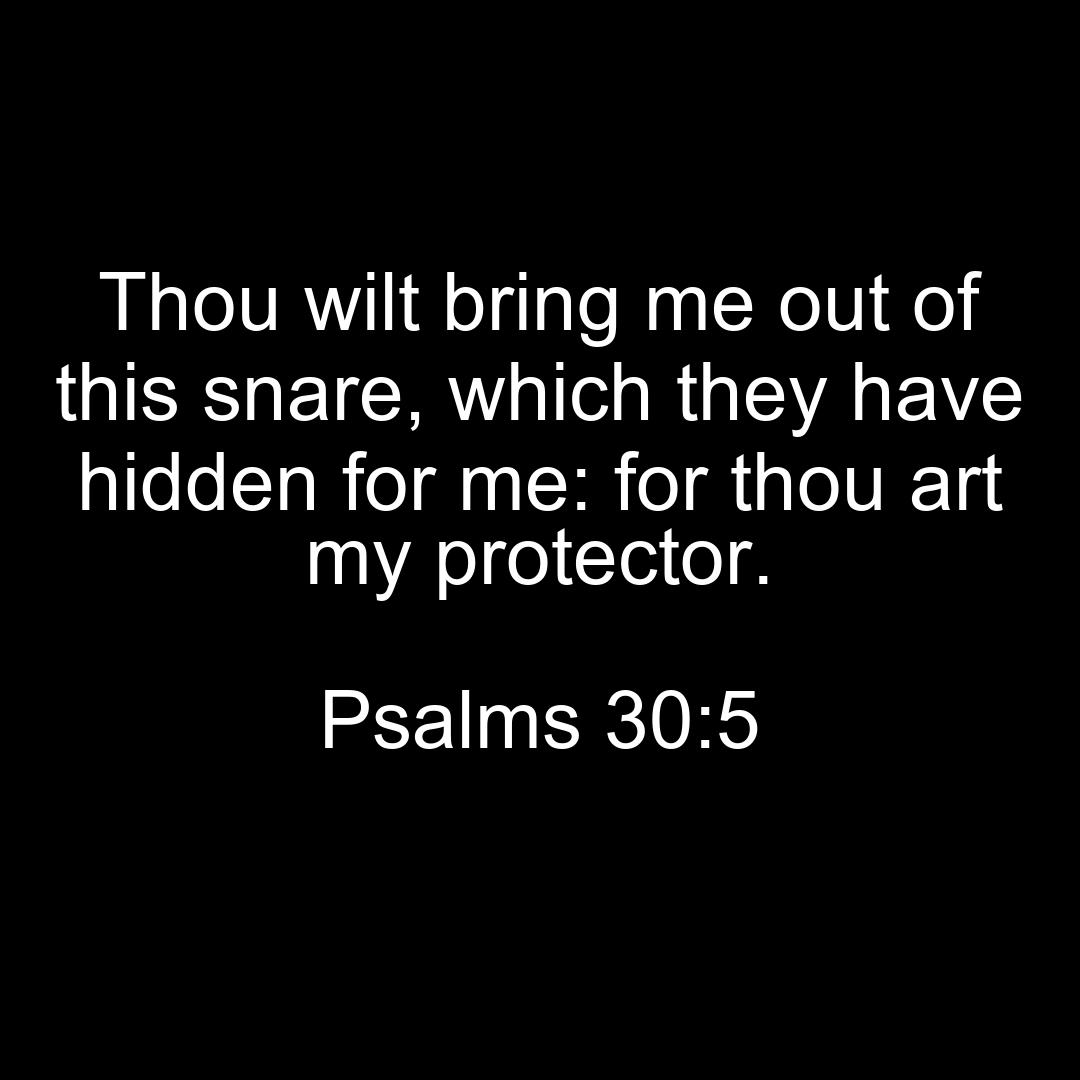 Thou wilt bring me out of
this snare, which they have
hidden for me: for thou art
my protector.
Psalms 30:5